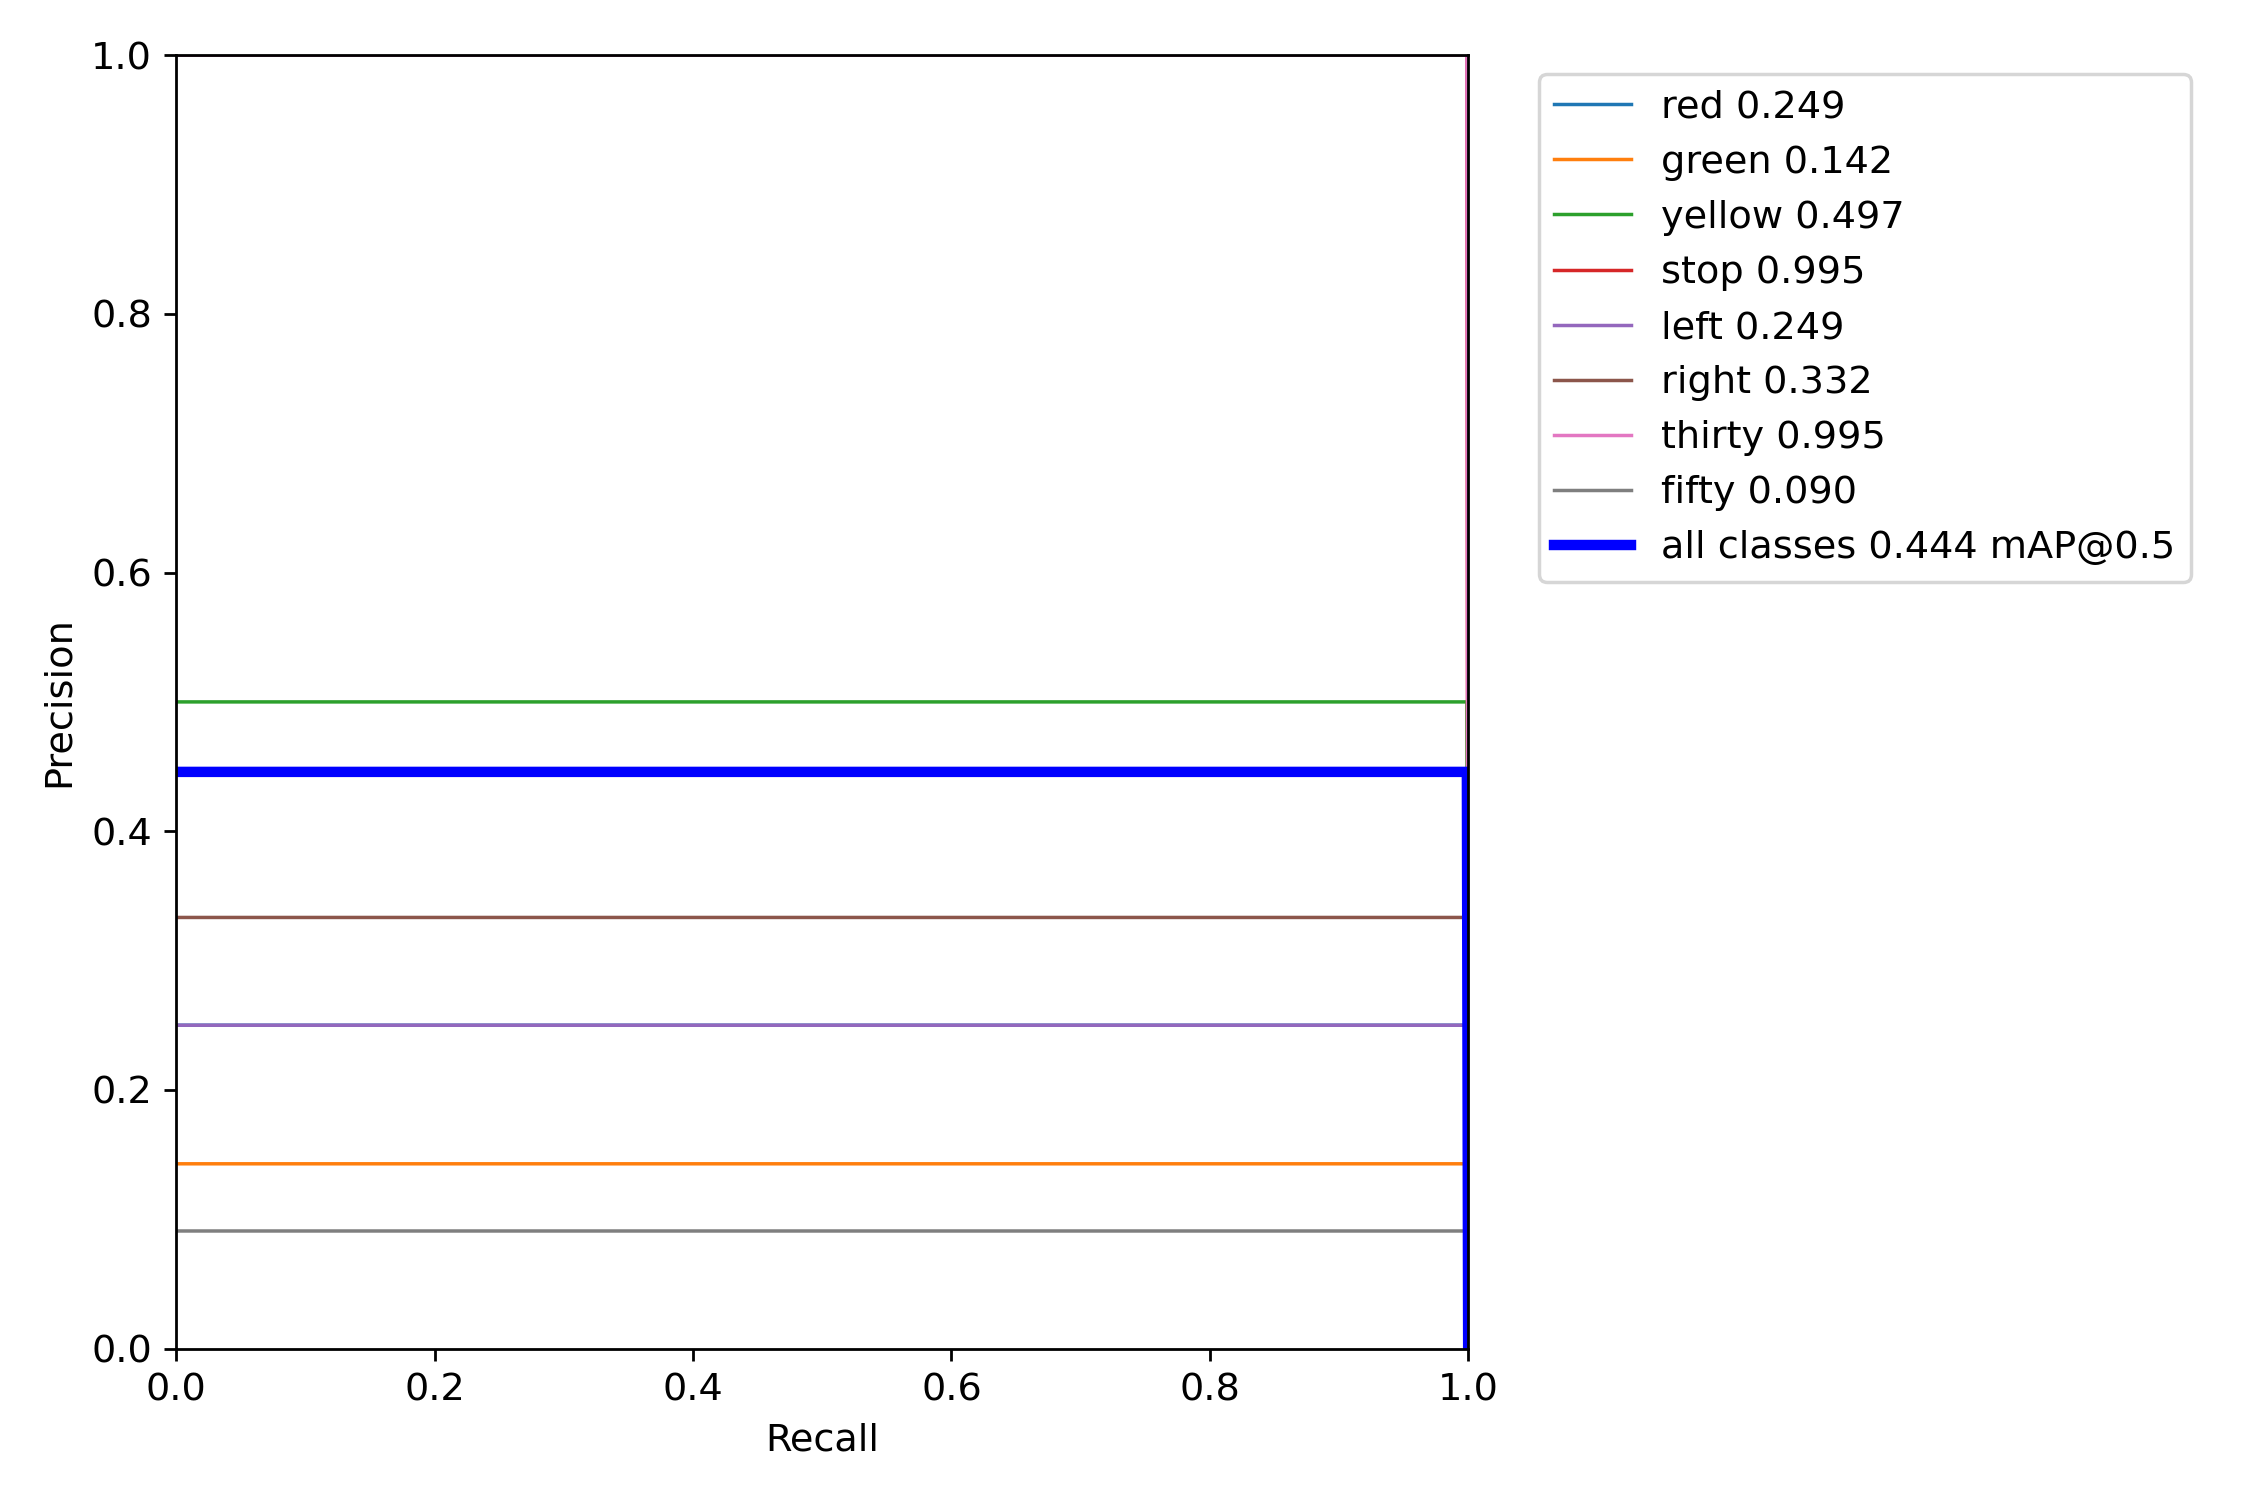 1.0
0.8
0.6
0.4
0.2
0.0
0.0 0.2 0.4 0.6 0.8 1.0
Precision
Recall
red 0.249
green 0.142
yellow 0.497
stop 0.995
left 0.249
right 0.332
thirty 0.995
fifty 0.090
all classes 0.444 mAP@0.5